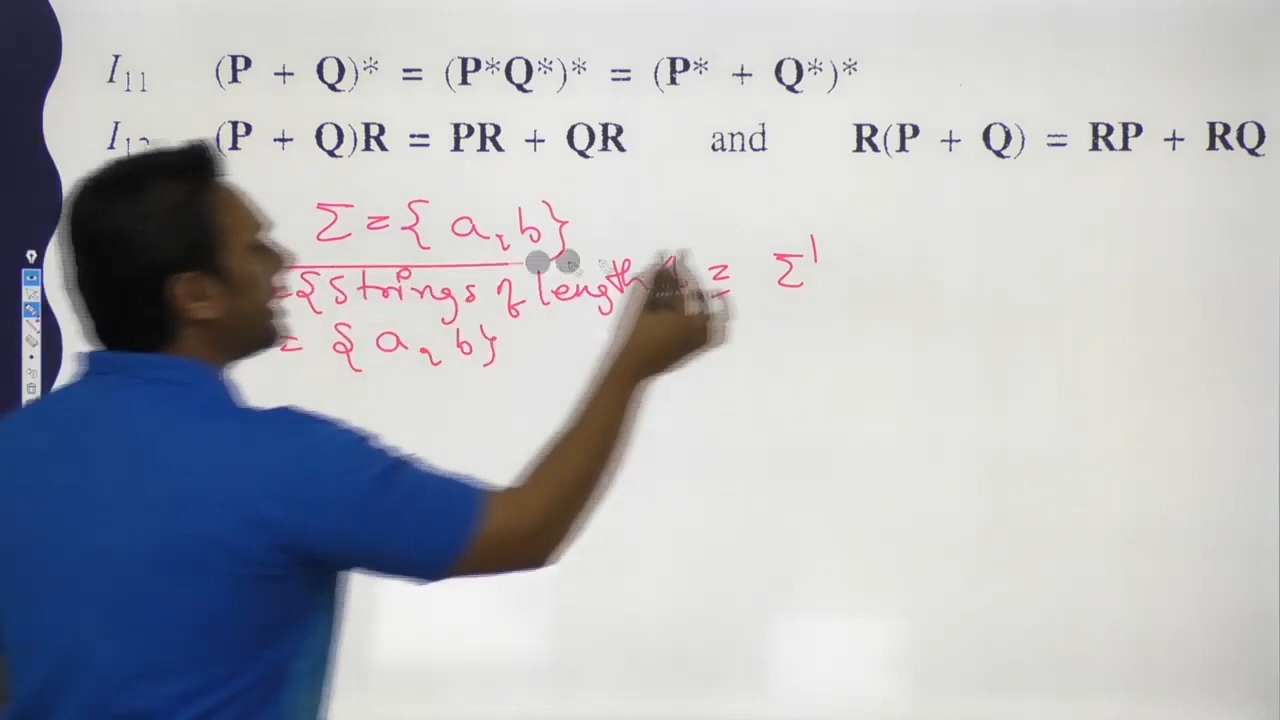 I₁₁ (P + Q)* = (P*Q*)* = (P* + Q*)*
(P + Q)R = PR + QR and R(P + Q) = RP + RQ
Σ = { a, b}
= {Strings of length = Σ¹
= { a, b}